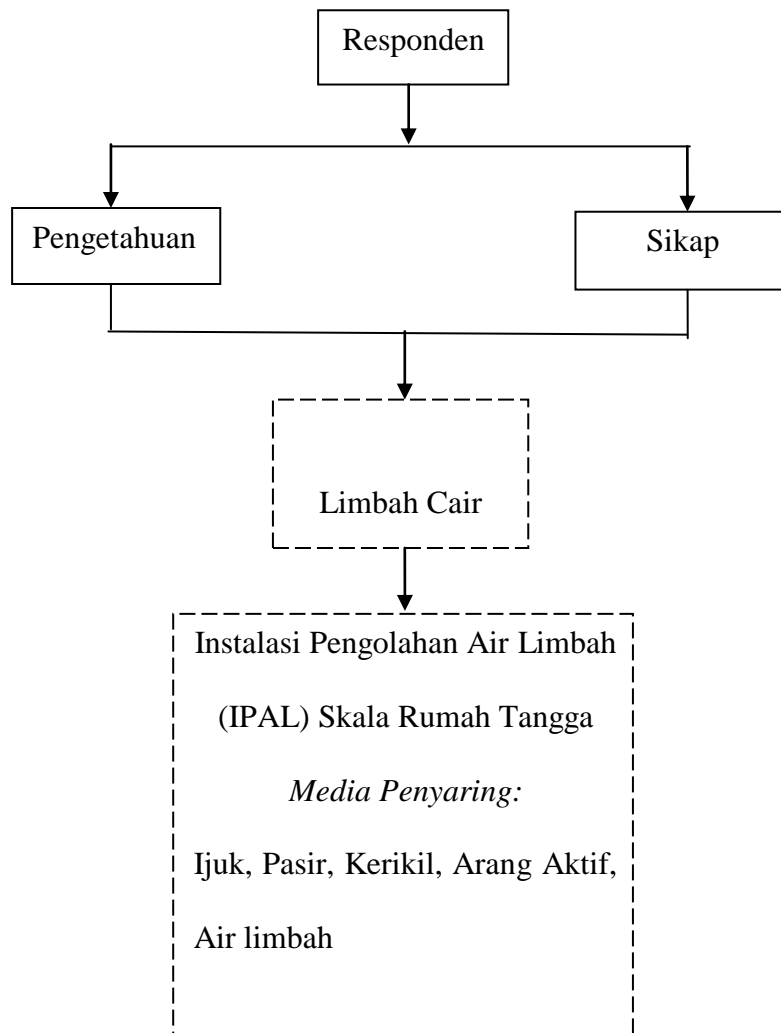 Responden
Pengetahuan
Sikap
Limbah Cair
Instalasi Pengolahan Air Limbah
(IPAL) Skala Rumah Tangga
Media Penyaring:
Ijuk, Pasir, Kerikil, Arang Aktif,
Air limbah